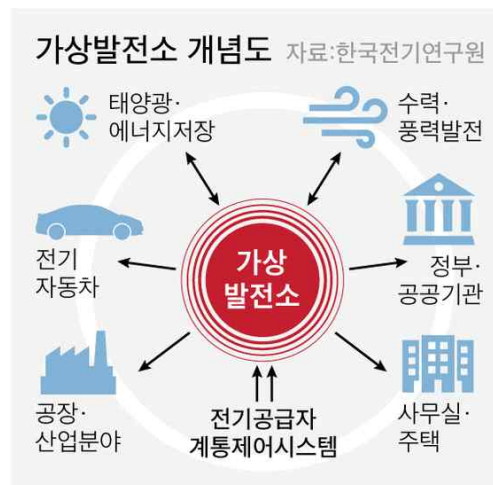 가상발전소 개념도 자료:한국전기연구원
태양광·
에너지저장
수력·
풍력발전
전기
자동차
가상
발전소
정부·
공공기관
공장·
산업분야
전기공급자
계통제어시스템
사무실·
주택